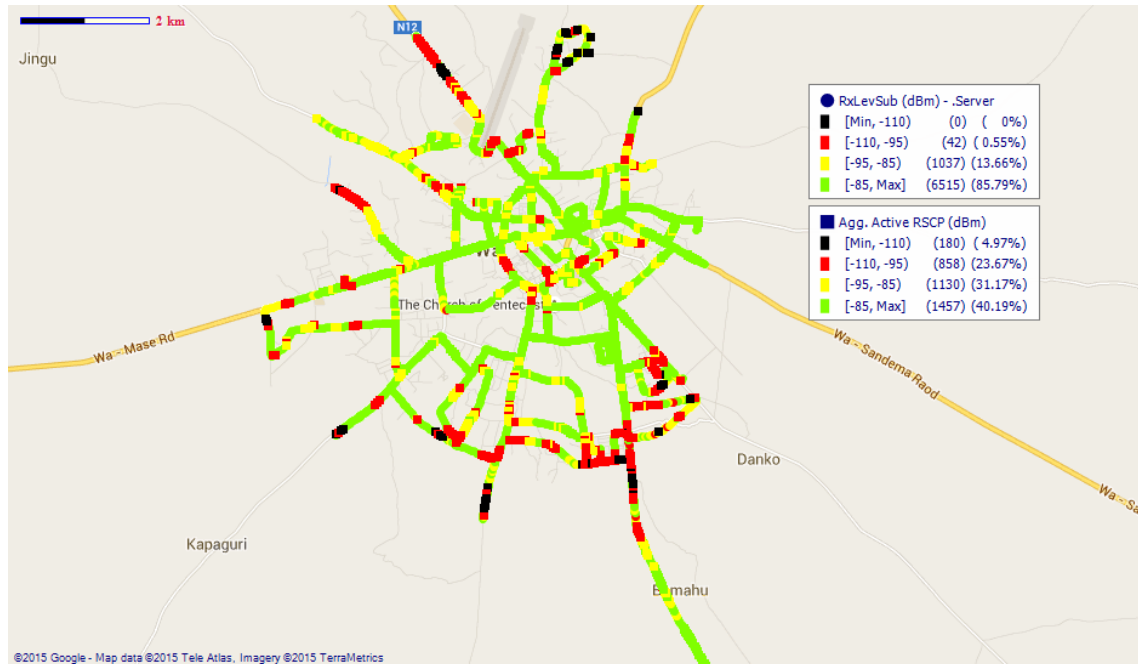 2 km
N12
Jingu
RxLevSub (dBm) - .Server
[Min, -110) (0) ( 0%)
[-110, -95) (42) ( 0.55%)
[-95, -85) (1037) (13.66%)
[-85, Max] (6515) (85.79%)
Agg. Active RSCP (dBm)
[Min, -110) (180) ( 4.97%)
[-110, -95) (858) (23.67%)
[-95, -85) (1130) (31.17%)
[-85, Max] (1457) (40.19%)
Wa
The Church of Pentecost
Wa - Mase Rd
Wa - Sandema Raod
Danko
Wa - Sa
Kapaguri
©2015 Google - Map data ©2015 Tele Atlas, Imagery ©2015 TerraMetrics